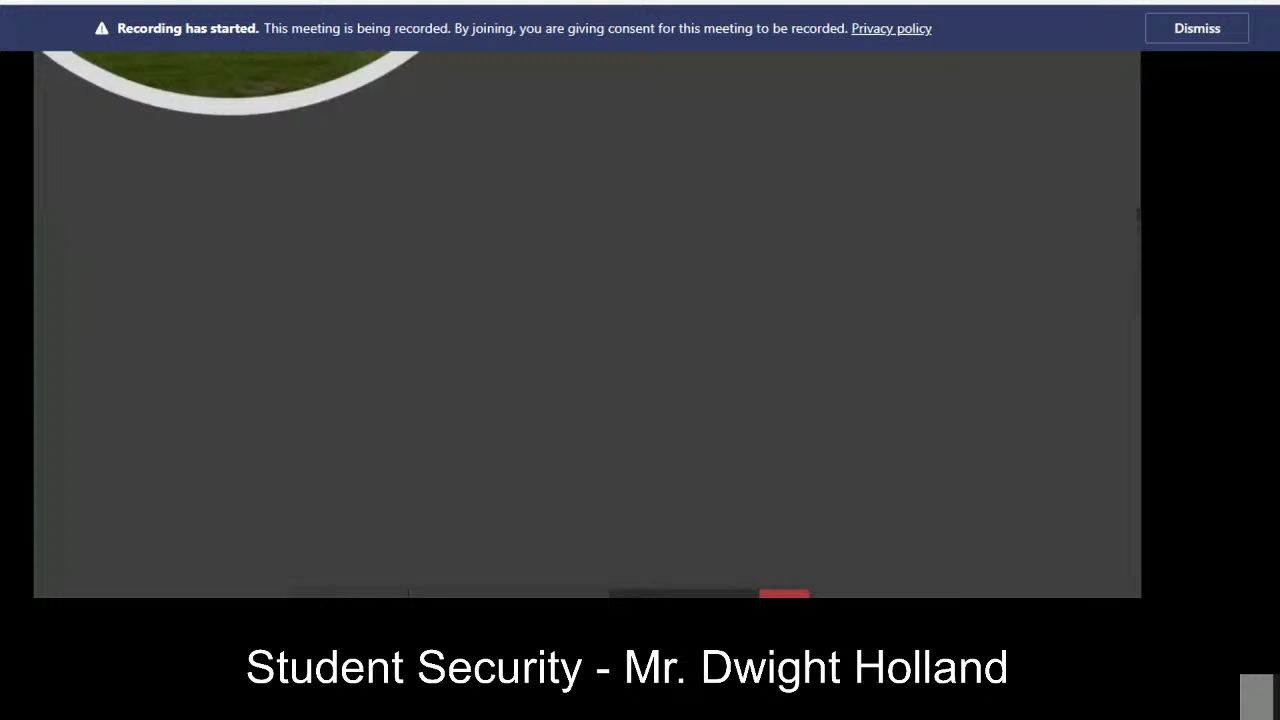 Recording has started. This meeting is being recorded. By joining, you are giving consent for this meeting to be recorded. Privacy policy
Dismiss
Student Security - Mr. Dwight Holland